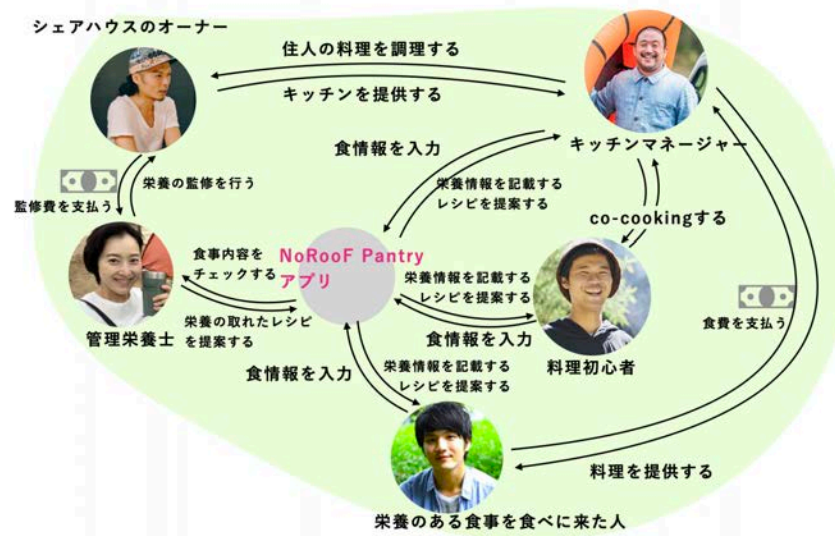 シェアハウスのオーナー
住人の料理を調理する
キッチンを提供する
キッチンマネージャー
食情報を入力
栄養情報を記載する
レシピを提案する
栄養の監修を行う
監修費を支払う
co-cookingする
NoRooF Pantry
アプリ
食事内容を
チェックする
栄養情報を記載する
レシピを提案する
食費を支払う
管理栄養士
栄養の取れたレシピ
を提案する
食情報を入力
料理初心者
食情報を入力
栄養情報を記載する
レシピを提案する
料理を提供する
栄養のある食事を食べに来た人